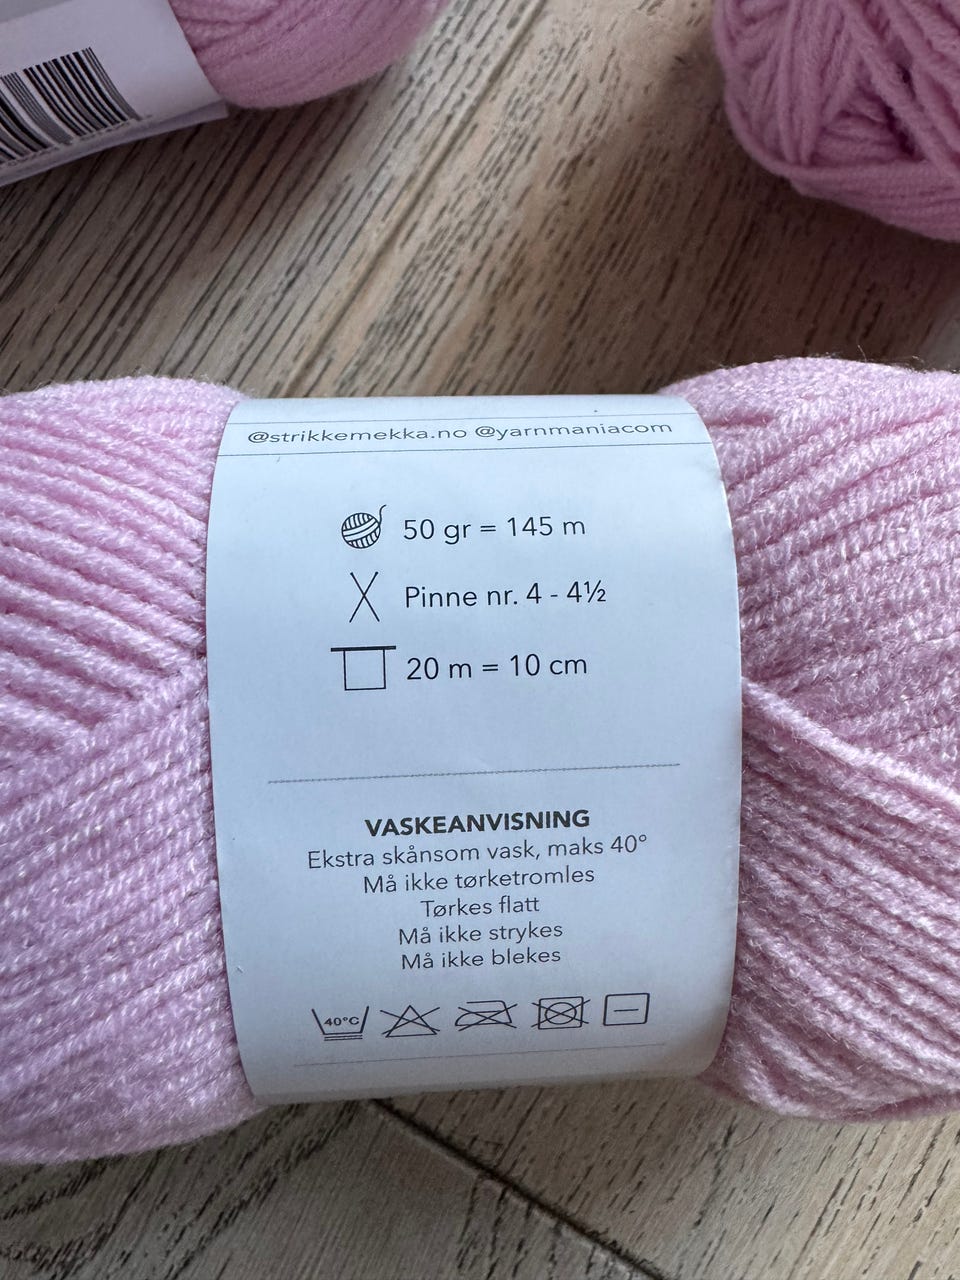 @strikkemekka.no @yarnmaniacom
50 gr = 145 m
Pinne nr. 4 - 4½
20 m = 10 cm
VASKEANVISNING
Ekstra skånsom vask, maks 40°
Må ikke tørketromles
Tørkes flatt
Må ikke strykes
Må ikke blekes
40°C